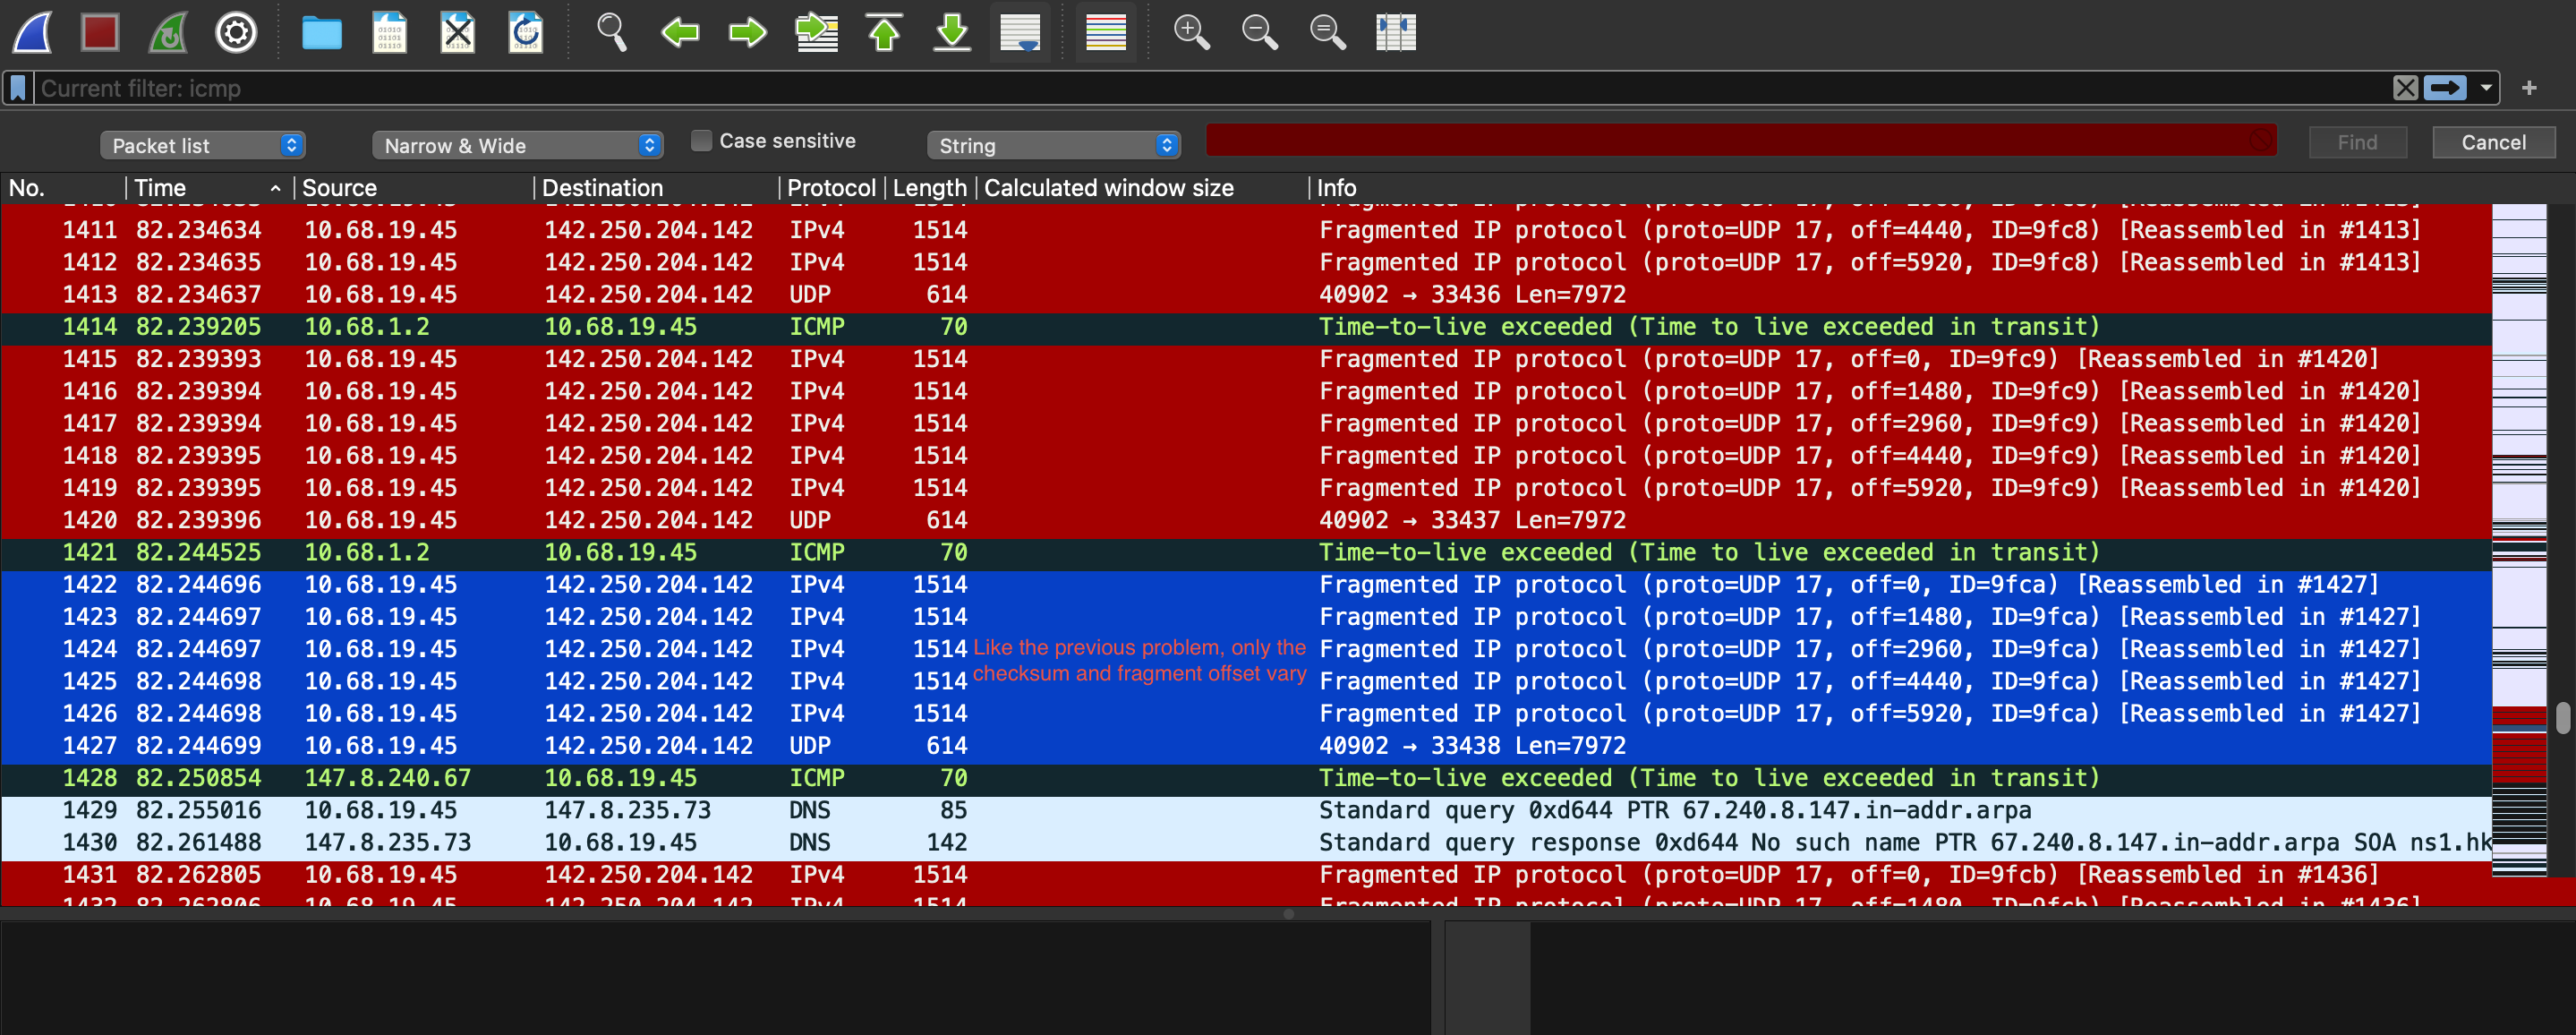 Current filter: icmp
Packet list Narrow & Wide Case sensitive String Find Cancel
No. Time Source Destination Protocol Length Calculated window size Info
1411 82.234634 10.68.19.45 142.250.204.142 IPv4 1514 Fragmented IP protocol (proto=UDP 17, off=4440, ID=9fc8) [Reassembled in #1413]
1412 82.234635 10.68.19.45 142.250.204.142 IPv4 1514 Fragmented IP protocol (proto=UDP 17, off=5920, ID=9fc8) [Reassembled in #1413]
1413 82.234637 10.68.19.45 142.250.204.142 UDP 614 40902 → 33436 Len=7972
1414 82.239205 10.68.1.2 10.68.19.45 ICMP 70 Time-to-live exceeded (Time to live exceeded in transit)
1415 82.239393 10.68.19.45 142.250.204.142 IPv4 1514 Fragmented IP protocol (proto=UDP 17, off=0, ID=9fc9) [Reassembled in #1420]
1416 82.239394 10.68.19.45 142.250.204.142 IPv4 1514 Fragmented IP protocol (proto=UDP 17, off=1480, ID=9fc9) [Reassembled in #1420]
1417 82.239394 10.68.19.45 142.250.204.142 IPv4 1514 Fragmented IP protocol (proto=UDP 17, off=2960, ID=9fc9) [Reassembled in #1420]
1418 82.239395 10.68.19.45 142.250.204.142 IPv4 1514 Fragmented IP protocol (proto=UDP 17, off=4440, ID=9fc9) [Reassembled in #1420]
1419 82.239395 10.68.19.45 142.250.204.142 IPv4 1514 Fragmented IP protocol (proto=UDP 17, off=5920, ID=9fc9) [Reassembled in #1420]
1420 82.239396 10.68.19.45 142.250.204.142 UDP 614 40902 → 33437 Len=7972
1421 82.244525 10.68.1.2 10.68.19.45 ICMP 70 Time-to-live exceeded (Time to live exceeded in transit)
1422 82.244696 10.68.19.45 142.250.204.142 IPv4 1514 Fragmented IP protocol (proto=UDP 17, off=0, ID=9fca) [Reassembled in #1427]
1423 82.244697 10.68.19.45 142.250.204.142 IPv4 1514 Fragmented IP protocol (proto=UDP 17, off=1480, ID=9fca) [Reassembled in #1427]
1424 82.244697 10.68.19.45 142.250.204.142 IPv4 1514 Fragmented IP protocol (proto=UDP 17, off=2960, ID=9fca) [Reassembled in #1427]
Like the previous problem, only the
checksum and fragment offset vary
1425 82.244698 10.68.19.45 142.250.204.142 IPv4 1514 Fragmented IP protocol (proto=UDP 17, off=4440, ID=9fca) [Reassembled in #1427]
1426 82.244698 10.68.19.45 142.250.204.142 IPv4 1514 Fragmented IP protocol (proto=UDP 17, off=5920, ID=9fca) [Reassembled in #1427]
1427 82.244699 10.68.19.45 142.250.204.142 UDP 614 40902 → 33438 Len=7972
1428 82.250854 147.8.240.67 10.68.19.45 ICMP 70 Time-to-live exceeded (Time to live exceeded in transit)
1429 82.255016 10.68.19.45 147.8.235.73 DNS 85 Standard query 0xd644 PTR 67.240.8.147.in-addr.arpa
1430 82.261488 147.8.235.73 10.68.19.45 DNS 142 Standard query response 0xd644 No such name PTR 67.240.8.147.in-addr.arpa SOA ns1.hk
1431 82.262805 10.68.19.45 142.250.204.142 IPv4 1514 Fragmented IP protocol (proto=UDP 17, off=0, ID=9fcb) [Reassembled in #1436]
1432 82.262806 10.68.19.45 142.250.204.142 IPv4 1514 Fragmented IP protocol (proto=UDP 17, off=1480, ID=9fcb) [Reassembled in #1436]